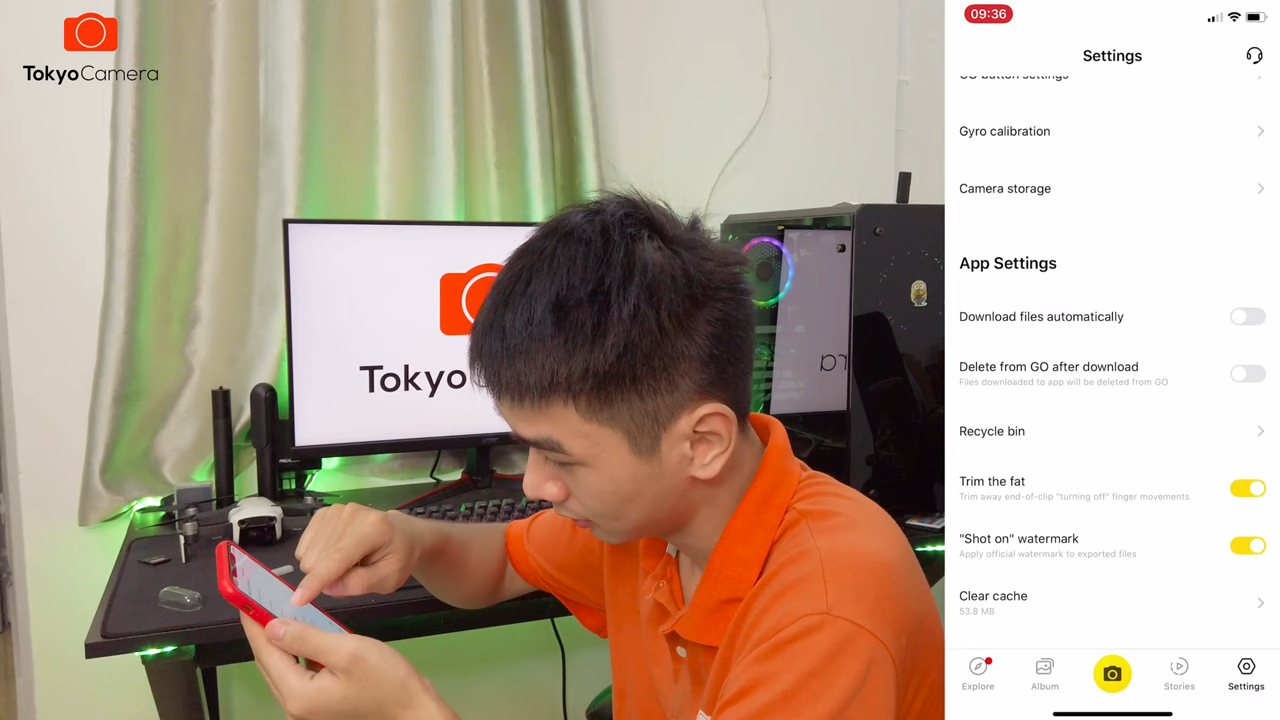 TokyoCamera
Tokyo
09:36
Settings
GO button settings
Gyro calibration
Camera storage
App Settings
Download files automatically
Delete from GO after download
Files downloaded to app will be deleted from GO
Recycle bin
Trim the fat
Trim away end-of-clip "turning off" finger movements
"Shot on" watermark
Apply official watermark to exported files
Clear cache
53.8 MB
Explore
Album
Stories
Settings